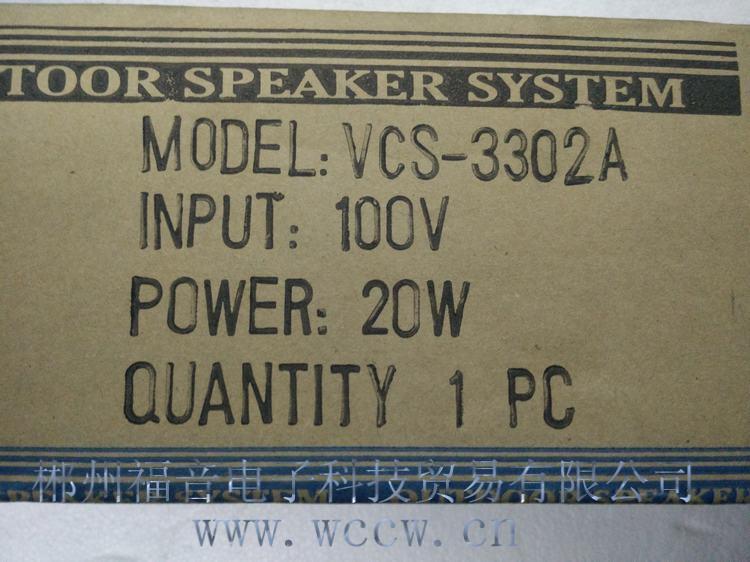 TOOR SPEAKER SYSTEM
MODEL: VCS-3302A
INPUT: 100V
POWER: 20W
QUANTITY 1 PC
郴州福音电子科技贸易有限公司
SPEAKER
www.wccw.cn